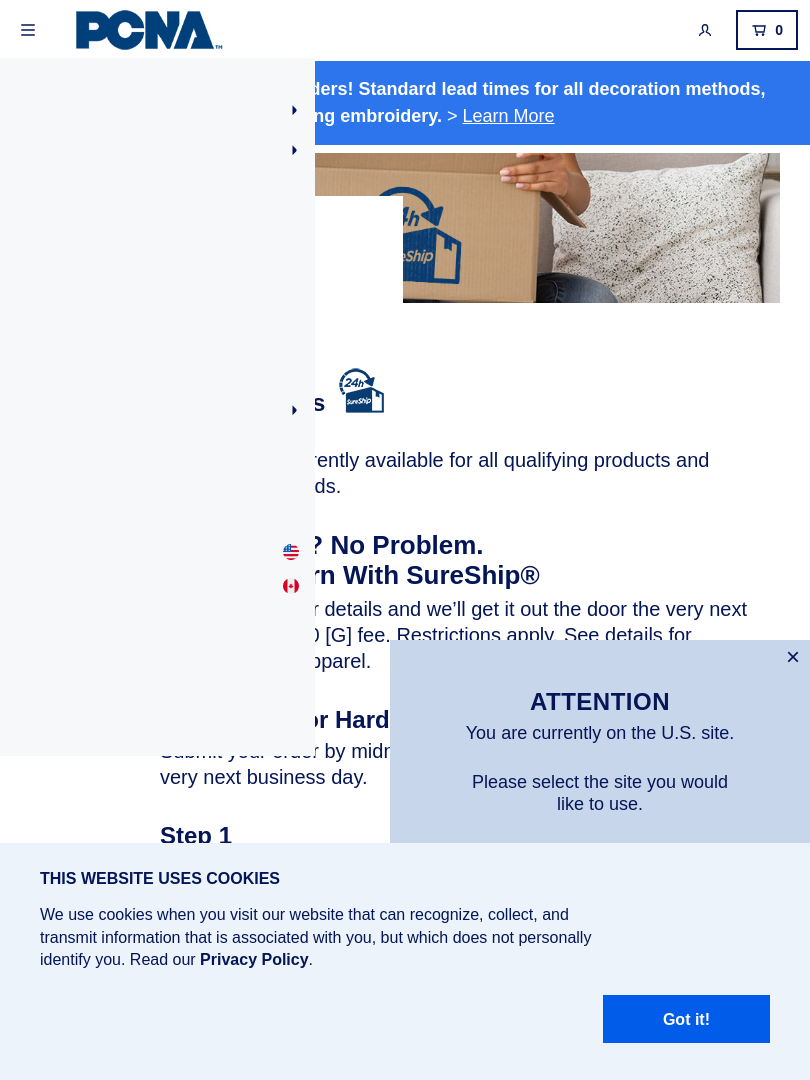 PCNA™
0
ders! Standard lead times for all decoration methods,
ng embroidery. > Learn More
4h
eShip
s
24h
SureShip
rently available for all qualifying products and
ds.
? No Problem.
rn With SureShip®
r details and we’ll get it out the door the very next
0 [G] fee. Restrictions apply. See details for
pparel.
or Hard
Submit your order by midn
very next business day.
Step 1
×
ATTENTION
You are currently on the U.S. site.
Please select the site you would
like to use.
THIS WEBSITE USES COOKIES
We use cookies when you visit our website that can recognize, collect, and
transmit information that is associated with you, but which does not personally
identify you. Read our Privacy Policy.
Got it!